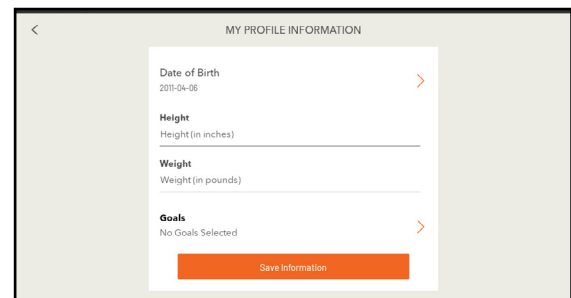 MY PROFILE INFORMATION
Date of Birth
2011-04-06
Height
Height (in inches)
Weight
Weight (in pounds)
Goals
No Goals Selected
Save Information